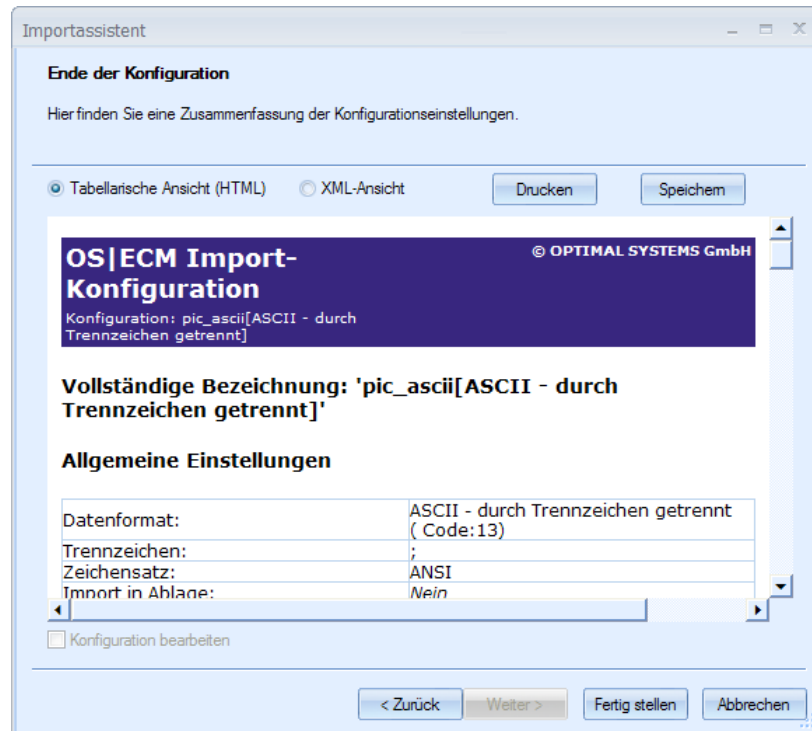 Importassistent
Ende der Konfiguration
Hier finden Sie eine Zusammenfassung der Konfigurationseinstellungen.
Tabellarische Ansicht (HTML)
XML-Ansicht
Drucken
Speichern
OS|ECM Import-
Konfiguration
© OPTIMAL SYSTEMS GmbH
Konfiguration: pic_ascii[ASCII - durch
Trennzeichen getrennt]
Vollständige Bezeichnung: 'pic_ascii[ASCII - durch
Trennzeichen getrennt]'
Allgemeine Einstellungen
Datenformat:
ASCII - durch Trennzeichen getrennt
( Code:13)
Trennzeichen:
;
Zeichensatz:
ANSI
Import in Ablage:
Nein
Konfiguration bearbeiten
< Zurück
Weiter >
Fertig stellen
Abbrechen